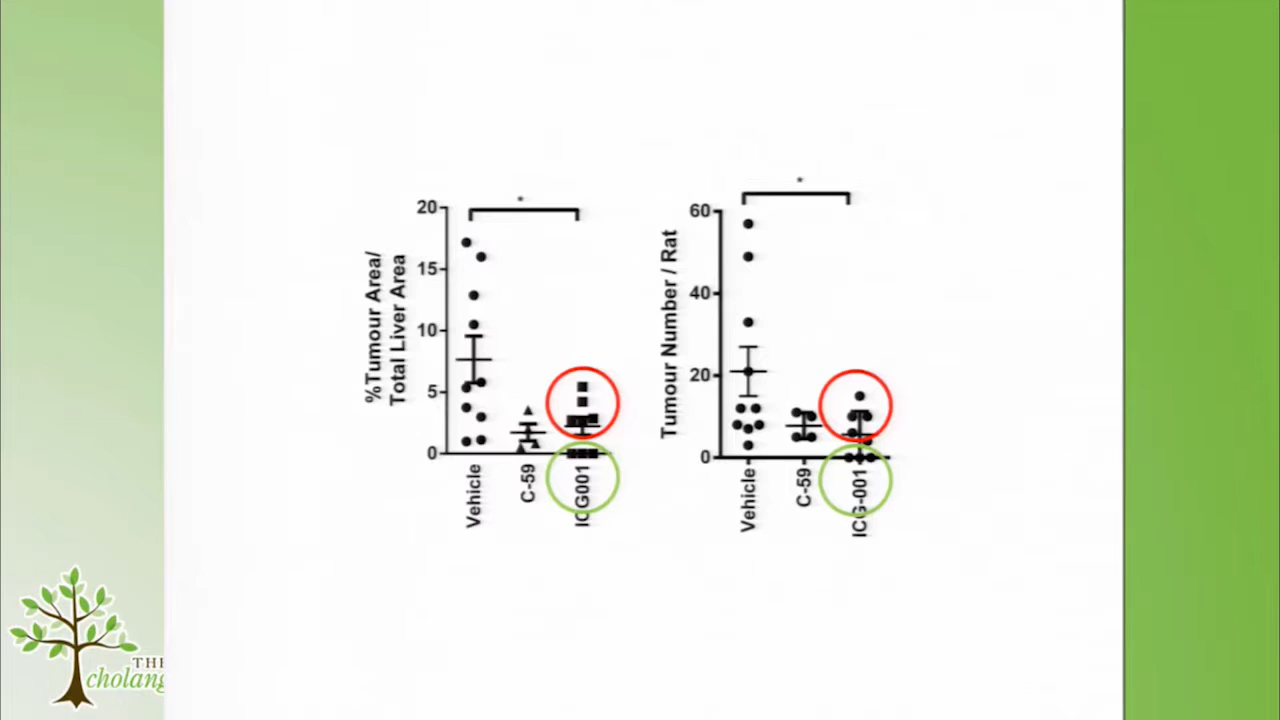 *
20
15
10
5
0
%Tumour Area/
Total Liver Area
Vehicle
C-59
ICG001
*
60
40
20
0
Tumour Number / Rat
Vehicle
C-59
ICG-001
THE
cholang